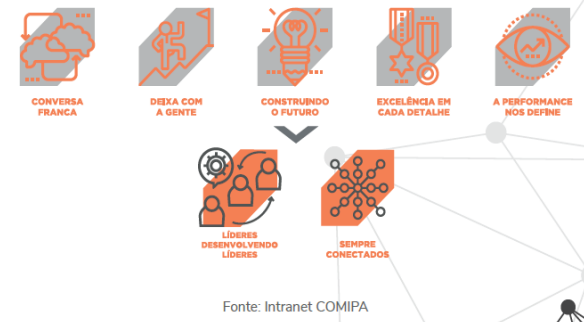 CONVERSA
FRANCA
DEIXA COM
A GENTE
CONSTRUINDO
O FUTURO
EXCELÊNCIA EM
CADA DETALHE
A PERFORMANCE
NOS DEFINE
LÍDERES
DESENVOLVENDO
LÍDERES
SEMPRE
CONECTADOS
Fonte: Intranet COMIPA